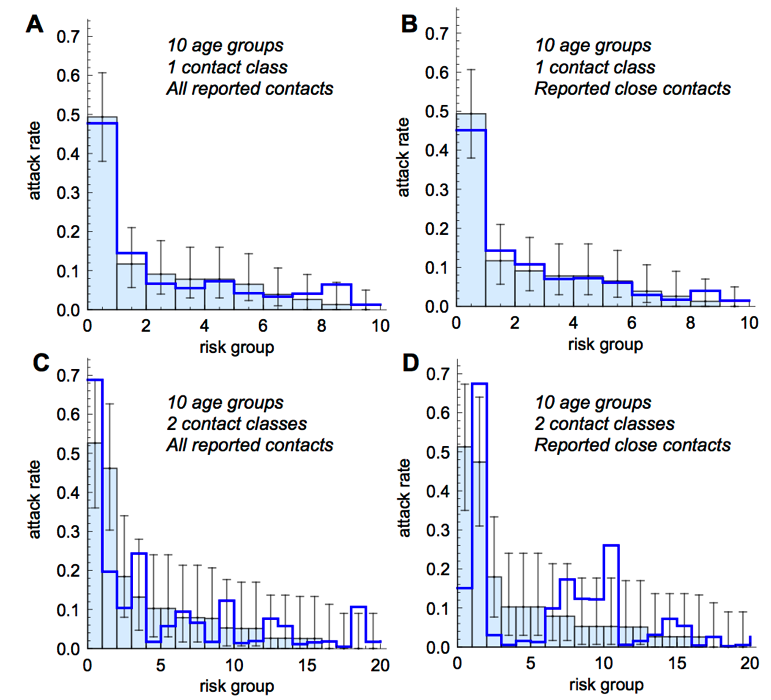 A
10 age groups
1 contact class
All reported contacts
attack rate
0.7
0.6
0.5
0.4
0.3
0.2
0.1
0.0
0 2 4 6 8 10
risk group
B
10 age groups
1 contact class
Reported close contacts
attack rate
0.7
0.6
0.5
0.4
0.3
0.2
0.1
0.0
0 2 4 6 8 10
risk group
C
10 age groups
2 contact classes
All reported contacts
attack rate
0.7
0.6
0.5
0.4
0.3
0.2
0.1
0.0
0 5 10 15 20
risk group
D
10 age groups
2 contact classes
Reported close contacts
attack rate
0.7
0.6
0.5
0.4
0.3
0.2
0.1
0.0
0 5 10 15 20
risk group